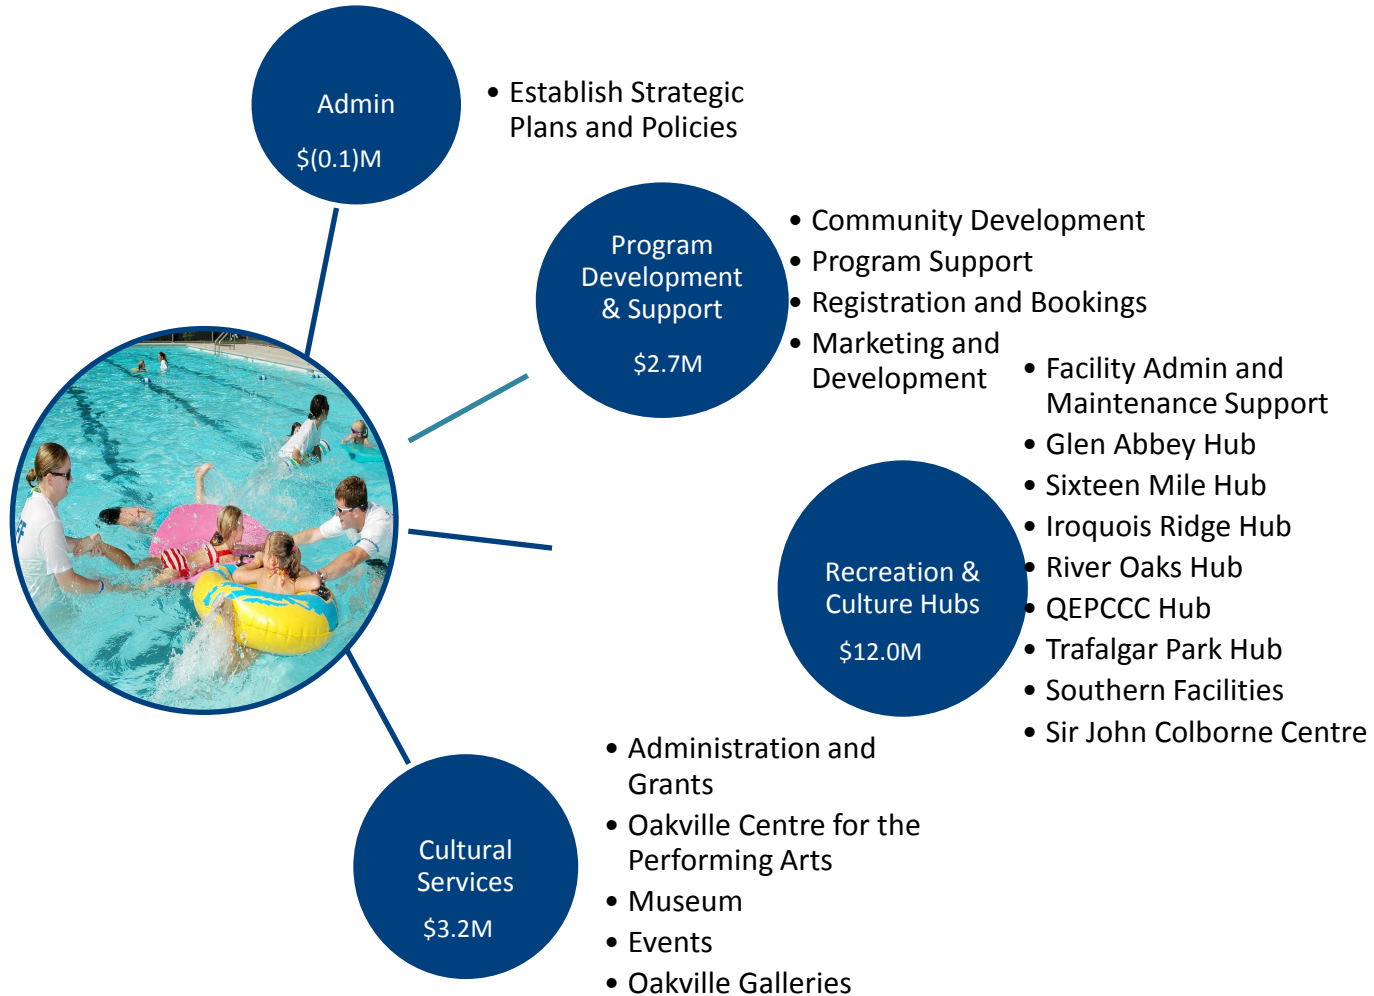 Admin
$(0.1)M
• Establish Strategic
Plans and Policies
Program
Development
& Support
$2.7M
• Community Development
• Program Support
• Registration and Bookings
• Marketing and
Development
Recreation &
Culture Hubs
$12.0M
• Facility Admin and
Maintenance Support
• Glen Abbey Hub
• Sixteen Mile Hub
• Iroquois Ridge Hub
• River Oaks Hub
• QEPCCC Hub
• Trafalgar Park Hub
• Southern Facilities
• Sir John Colborne Centre
Cultural
Services
$3.2M
• Administration and
Grants
• Oakville Centre for the
Performing Arts
• Museum
• Events
• Oakville Galleries